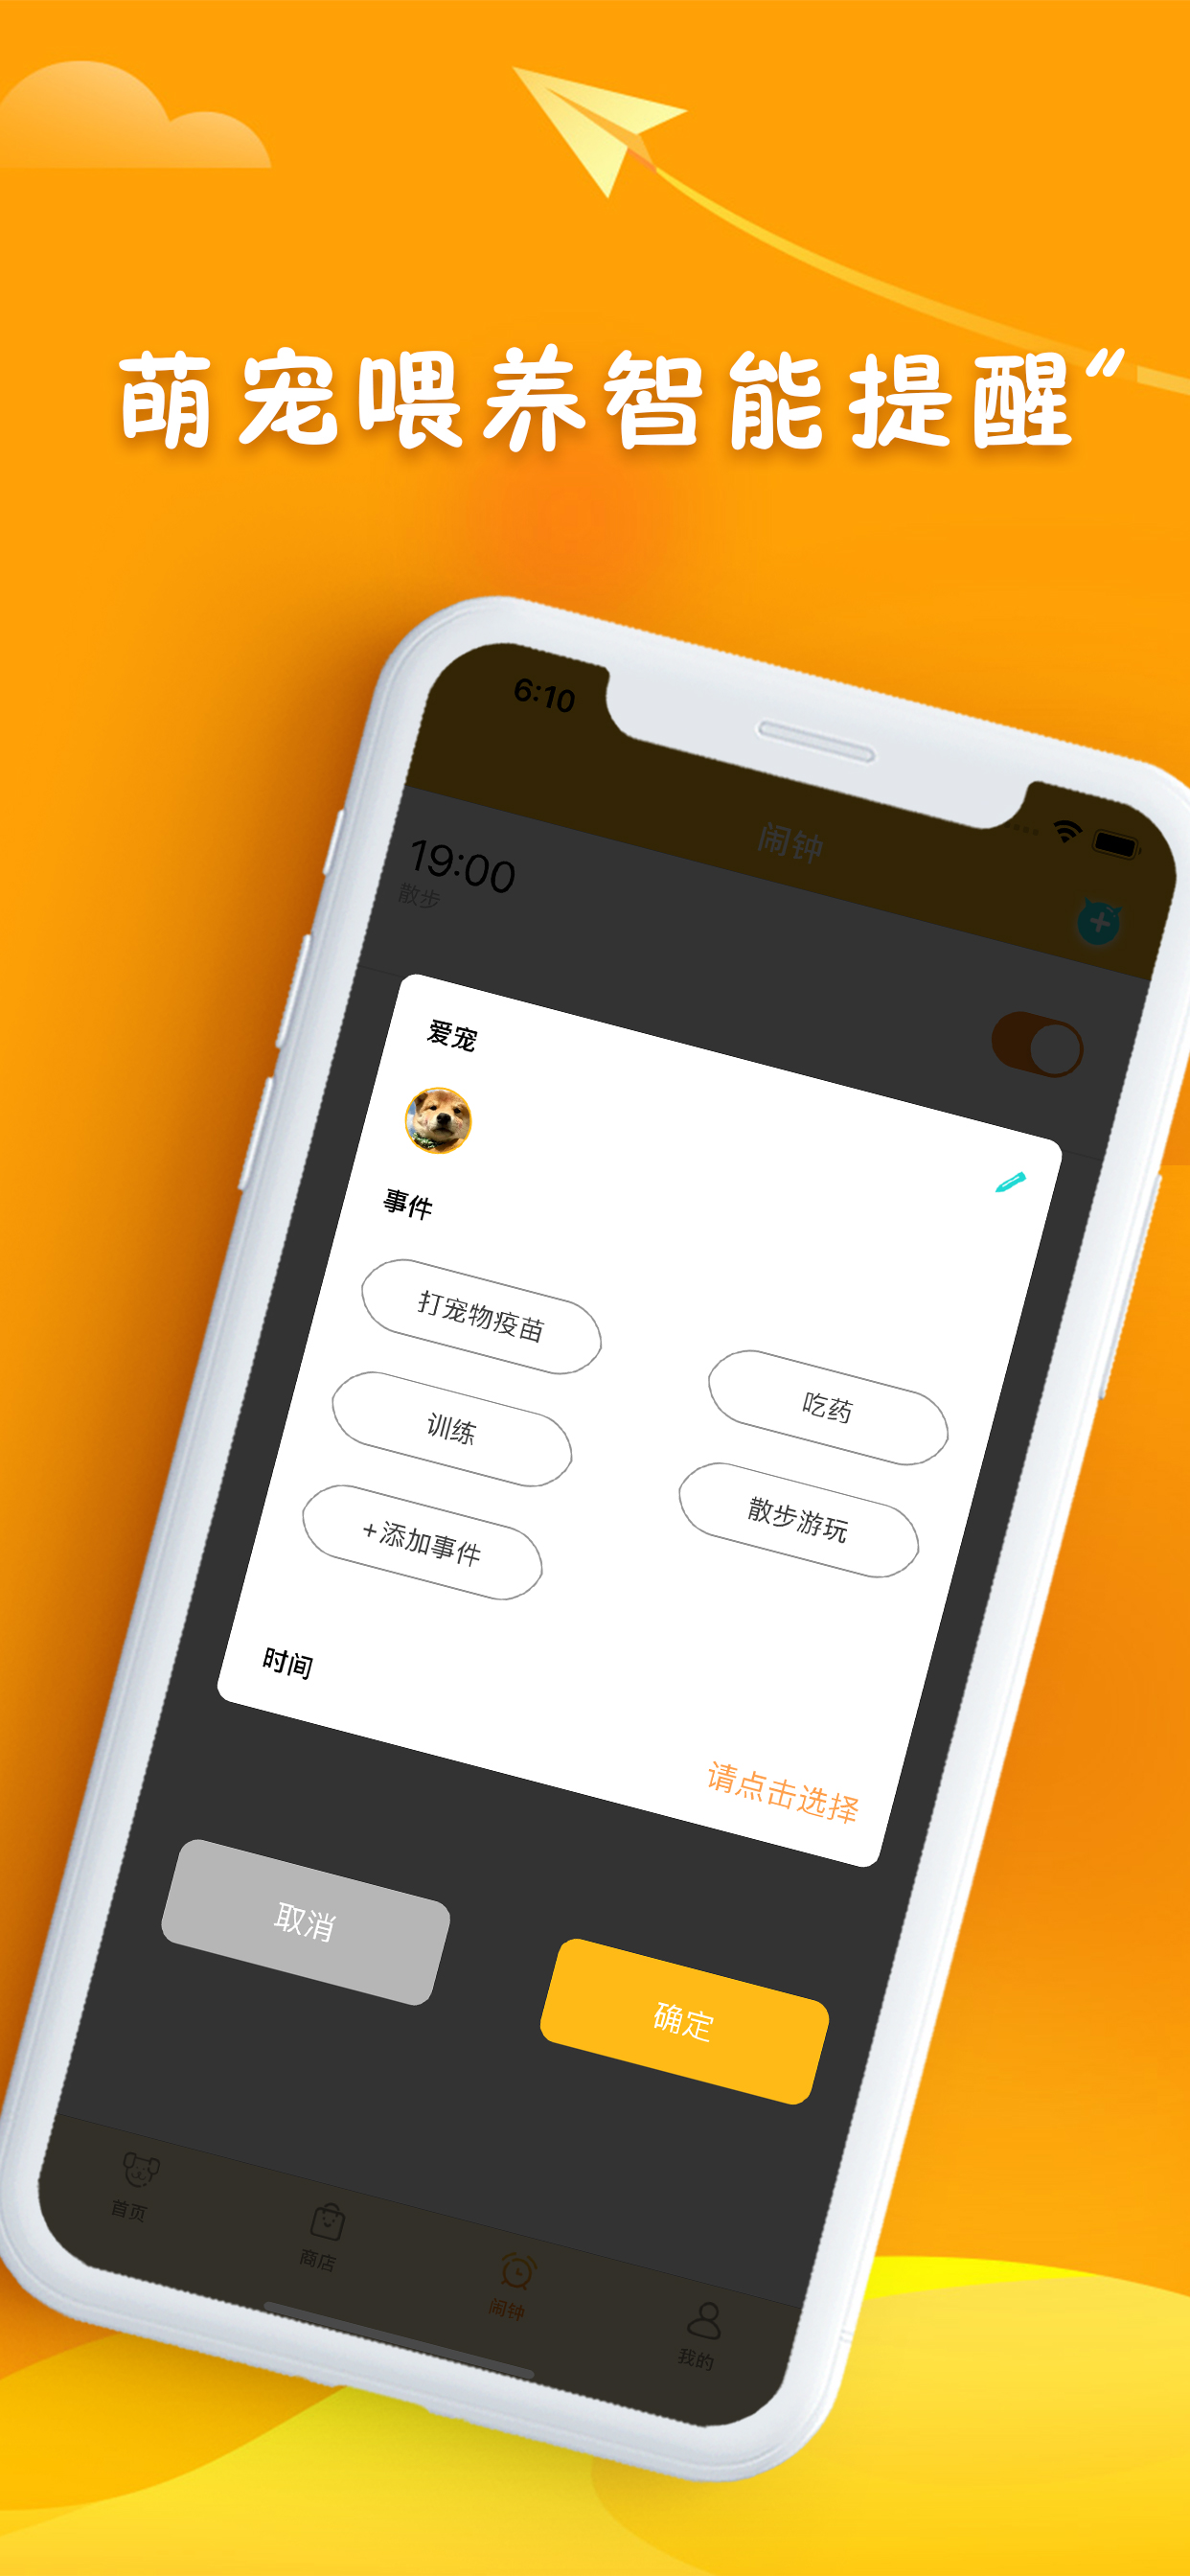 萌宠喂养智能提醒"
6:10
闹钟
19:00
散步
爱宠
事件
打宠物疫苗
吃药
训练
散步游玩
+添加事件
时间
请点击选择
取消
确定
首页
商店
闹钟
我的